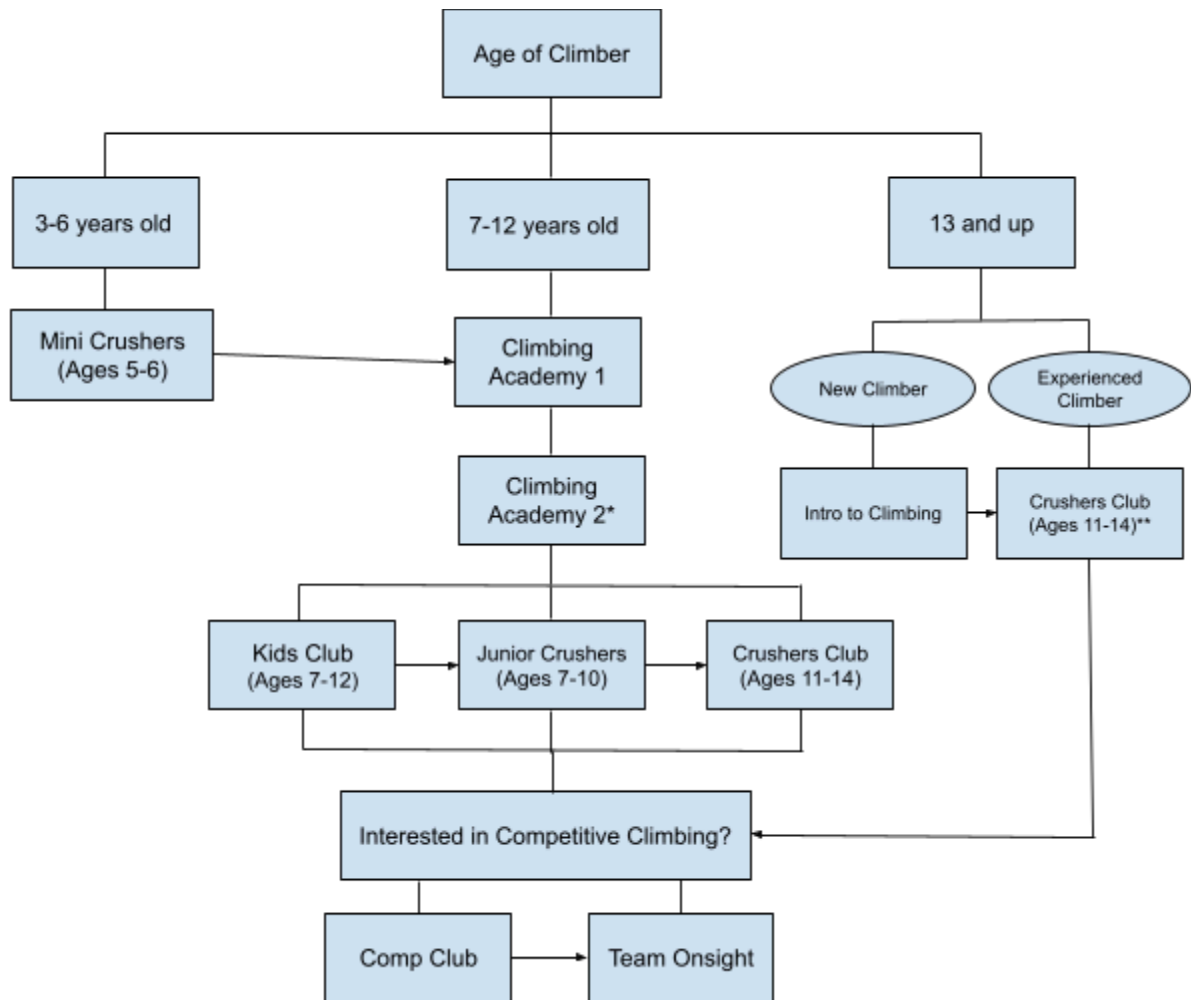 Age of Climber
3-6 years old
7-12 years old
13 and up
Mini Crushers
(Ages 5-6)
Climbing
Academy 1
New Climber
Experienced
Climber
Climbing
Academy 2*
Intro to Climbing
Crushers Club
(Ages 11-14)**
Kids Club
(Ages 7-12)
Junior Crushers
(Ages 7-10)
Crushers Club
(Ages 11-14)
Interested in Competitive Climbing?
Comp Club
Team Onsight